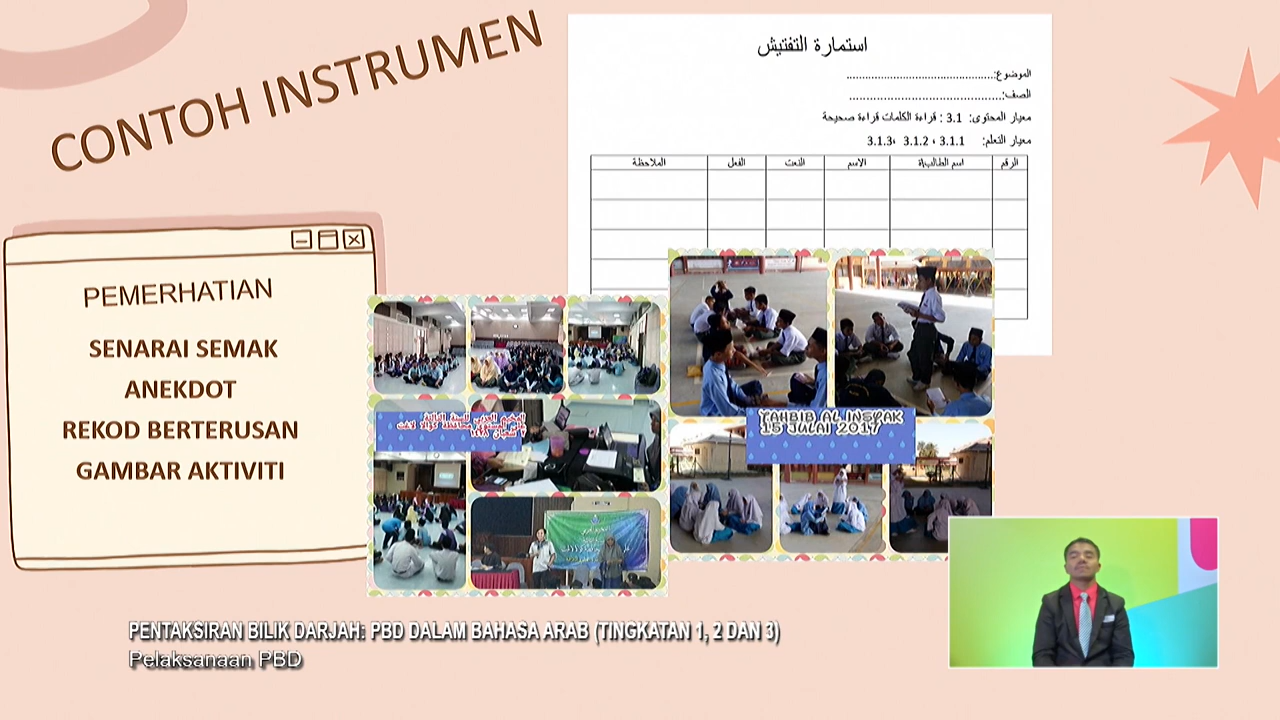 CONTOH INSTRUMEN
استمارة التفتيش
الموضوع:................................................
الصف:............................................
معيار المحتوى: 3.1 : قراءة الكلمات قراءة صحيحة
معيار التعلم: 3.1.1 ، 3.1.2 ،3.1.3
الرقم اسم الطالب/ة الاسم النعت الفعل الملاحظة
PEMERHATIAN
SENARAI SEMAK
ANEKDOT
REKOD BERTERUSAN
GAMBAR AKTIVITI
TAHBIB AL INSYAK
15 JULAI 2017
PENTAKSIRAN BILIK DARJAH: PBD DALAM BAHASA ARAB (TINGKATAN 1, 2 DAN 3)
Pelaksanaan PBD